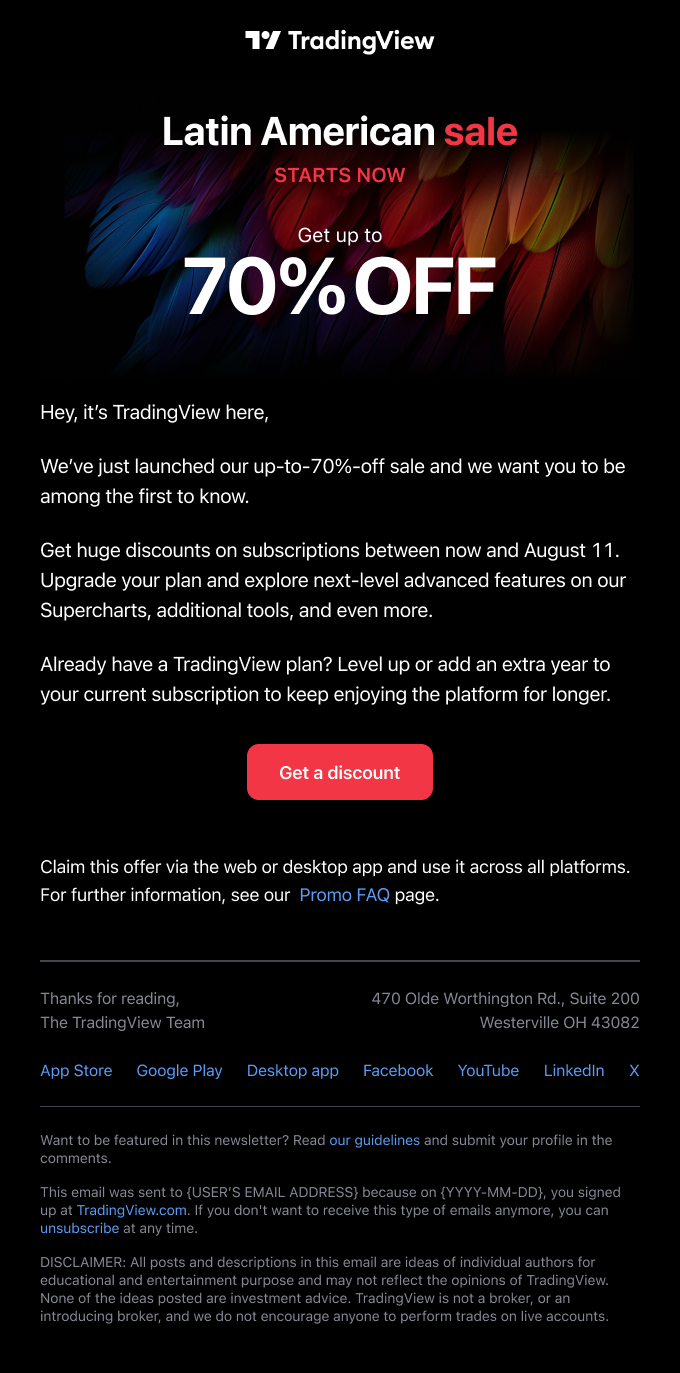 TradingView
Latin American sale
STARTS NOW
Get up to
70% OFF
Hey, it’s TradingView here,
We’ve just launched our up-to-70%-off sale and we want you to be
among the first to know.
Get huge discounts on subscriptions between now and August 11.
Upgrade your plan and explore next-level advanced features on our
Supercharts, additional tools, and even more.
Already have a TradingView plan? Level up or add an extra year to
your current subscription to keep enjoying the platform for longer.
Get a discount
Claim this offer via the web or desktop app and use it across all platforms.
For further information, see our Promo FAQ page.
Thanks for reading,
The TradingView Team
470 Olde Worthington Rd., Suite 200
Westerville OH 43082
App Store Google Play Desktop app Facebook YouTube LinkedIn X
Want to be featured in this newsletter? Read our guidelines and submit your profile in the
comments.
This email was sent to {USER’S EMAIL ADDRESS} because on {YYYY-MM-DD}, you signed
up at TradingView.com. If you don't want to receive this type of emails anymore, you can
unsubscribe at any time.
DISCLAIMER: All posts and descriptions in this email are ideas of individual authors for
educational and entertainment purpose and may not reflect the opinions of TradingView.
None of the ideas posted are investment advice. TradingView is not a broker, or an
introducing broker, and we do not encourage anyone to perform trades on live accounts.